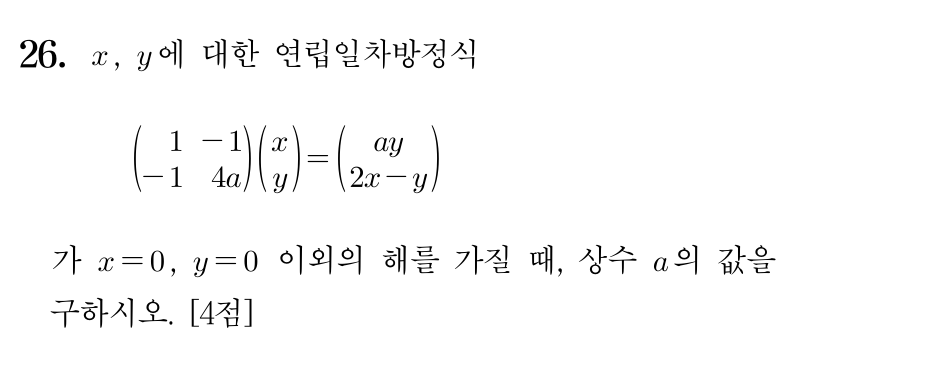 26. x, y에 대한 연립일차방정식
( 1 −1 ) ( x ) = ( ay )
( −1 4a ) ( y ) ( 2x−y )
가 x=0, y=0 이외의 해를 가질 때, 상수 a의 값을
구하시오. [4점]